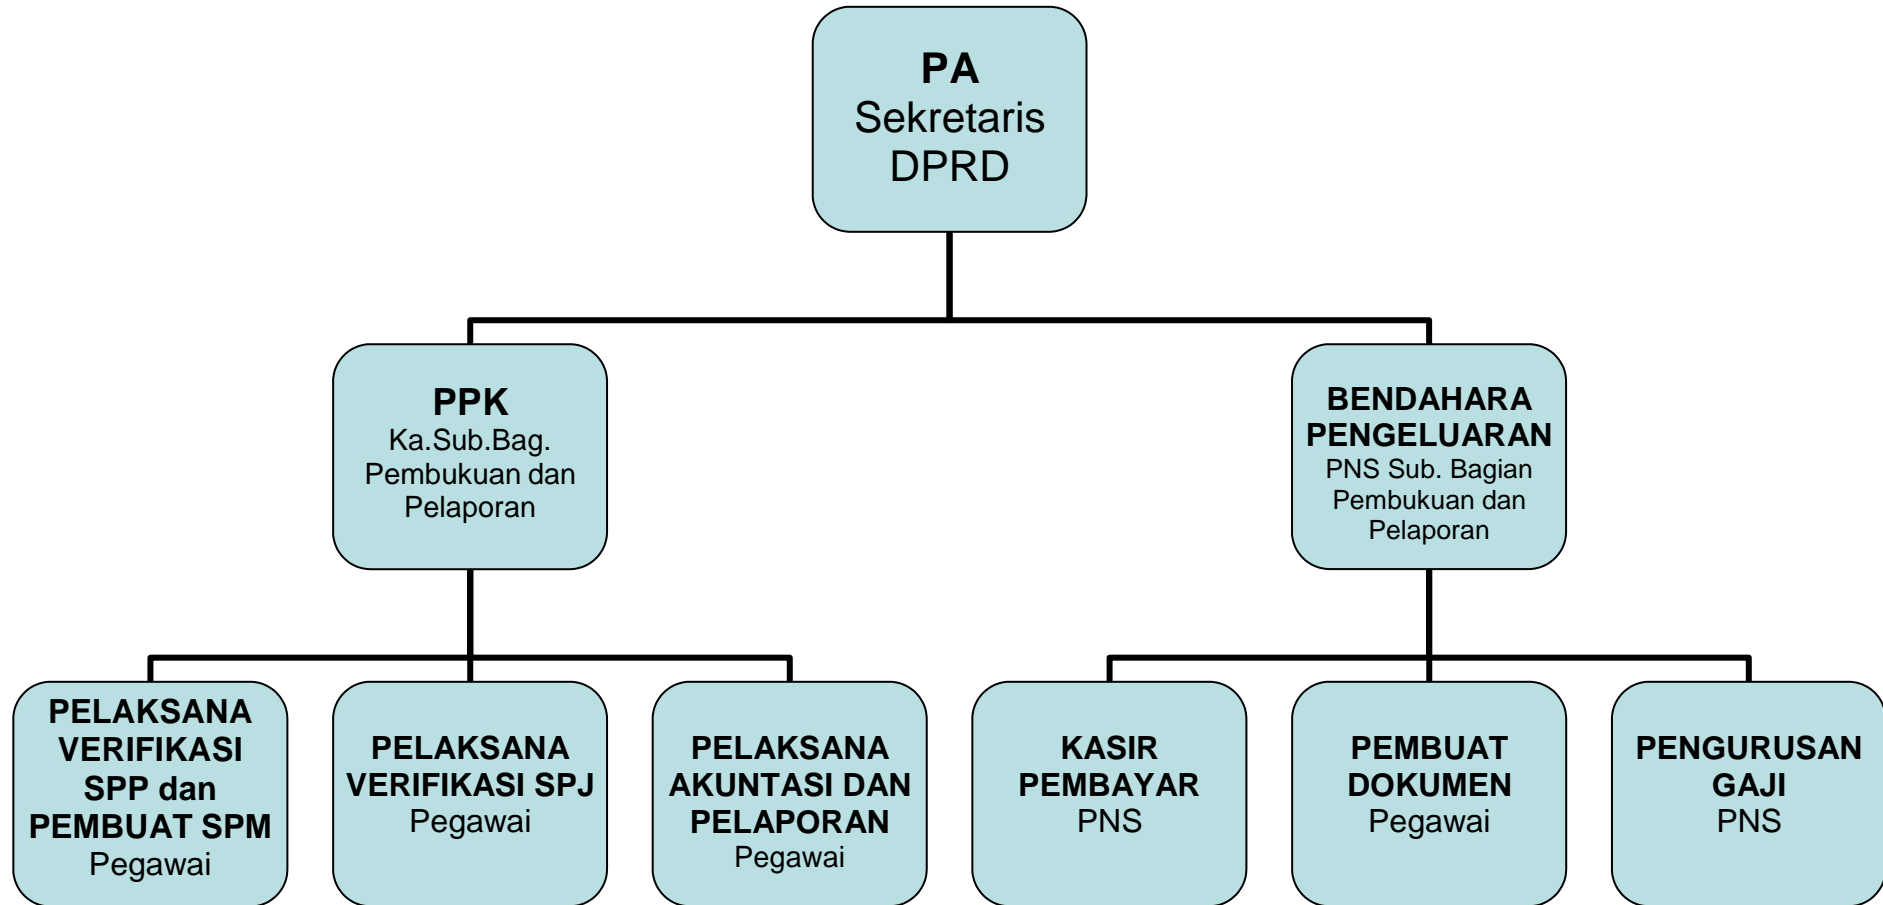 PA
Sekretaris
DPRD
PPK
Ka.Sub.Bag.
Pembukuan dan
Pelaporan
BENDAHARA
PENGELUARAN
PNS Sub. Bagian
Pembukuan dan
Pelaporan
PELAKSANA
VERIFIKASI
SPP dan
PEMBUAT SPM
Pegawai
PELAKSANA
VERIFIKASI SPJ
Pegawai
PELAKSANA
AKUNTASI DAN
PELAPORAN
Pegawai
KASIR
PEMBAYAR
PNS
PEMBUAT
DOKUMEN
Pegawai
PENGURUSAN
GAJI
PNS